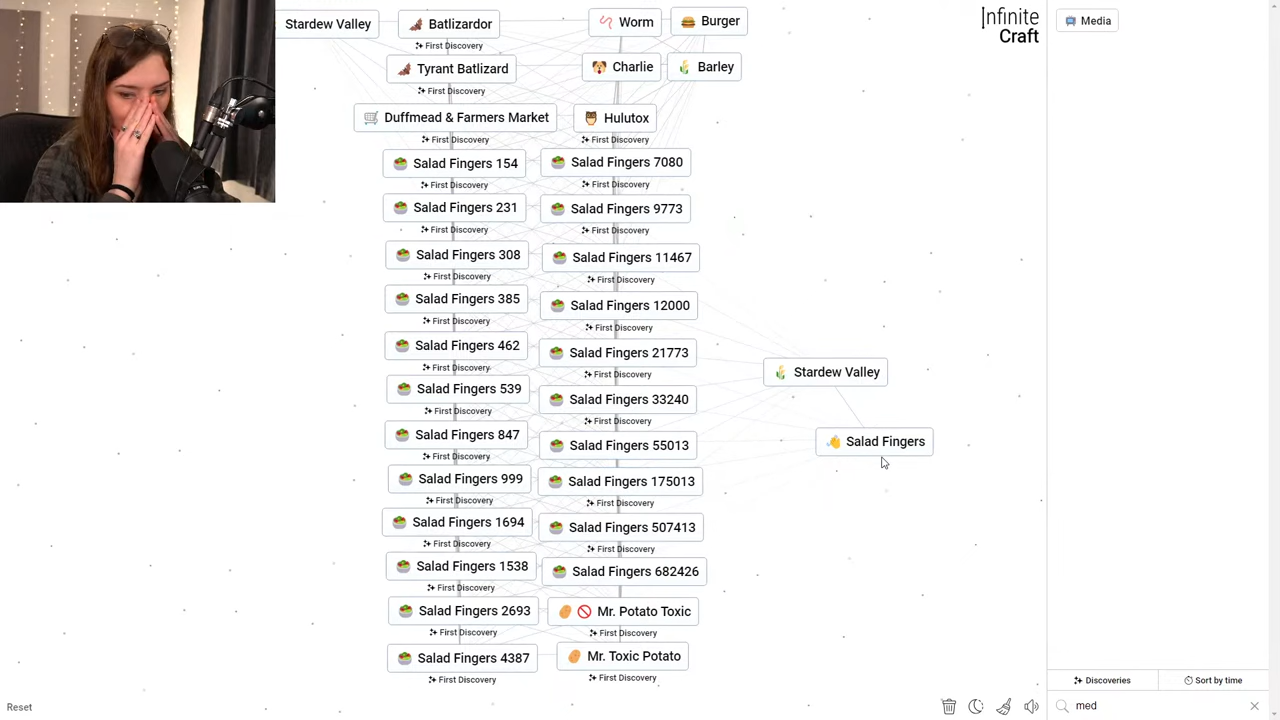 Stardew Valley
Batlizardor
First Discovery
Tyrant Batlizard
First Discovery
Duffmead & Farmers Market
First Discovery
Salad Fingers 154
First Discovery
Salad Fingers 231
First Discovery
Salad Fingers 308
First Discovery
Salad Fingers 385
First Discovery
Salad Fingers 462
First Discovery
Salad Fingers 539
First Discovery
Salad Fingers 847
First Discovery
Salad Fingers 999
First Discovery
Salad Fingers 1694
First Discovery
Salad Fingers 1538
First Discovery
Salad Fingers 2693
First Discovery
Salad Fingers 4387
First Discovery
Worm
Burger
Charlie
Barley
Hulutox
First Discovery
Salad Fingers 7080
First Discovery
Salad Fingers 9773
First Discovery
Salad Fingers 11467
First Discovery
Salad Fingers 12000
First Discovery
Salad Fingers 21773
First Discovery
Salad Fingers 33240
First Discovery
Salad Fingers 55013
First Discovery
Salad Fingers 175013
First Discovery
Salad Fingers 507413
First Discovery
Salad Fingers 682426
First Discovery
Mr. Potato Toxic
First Discovery
Mr. Toxic Potato
First Discovery
Stardew Valley
Salad Fingers
Infinite
Craft
Media
Discoveries
Sort by time
med
Reset